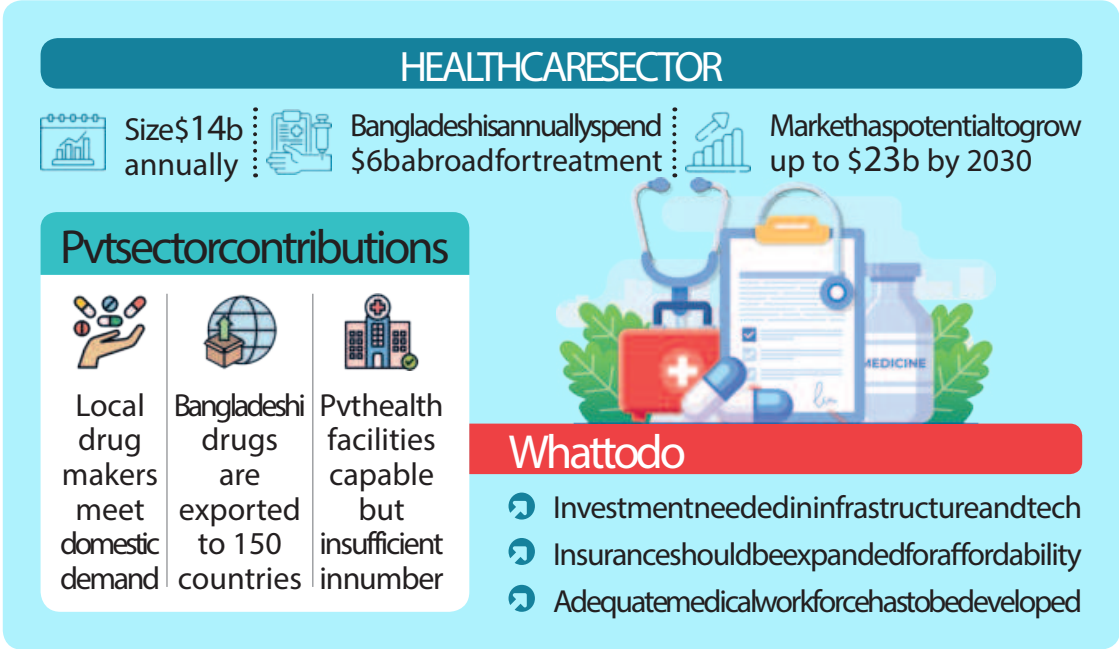 HEALTHCARESECTOR
Size$14b
annually
Bangladeshisannuallyspend
$6babroadfortreatment
Markethaspotentialtogrow
up to $23b by 2030
Pvtsectorcontributions
Local
drug
makers
meet
domestic
demand
Bangladeshi
drugs
are
exported
to 150
countries
Pvthealth
facilities
capable
but
insufficient
innumber
MEDICINE
Whattodo
Investmentneededininfrastructureandtech
Insuranceshouldbeexpandedforaffordability
Adequatemedicalworkforcehastobedeveloped